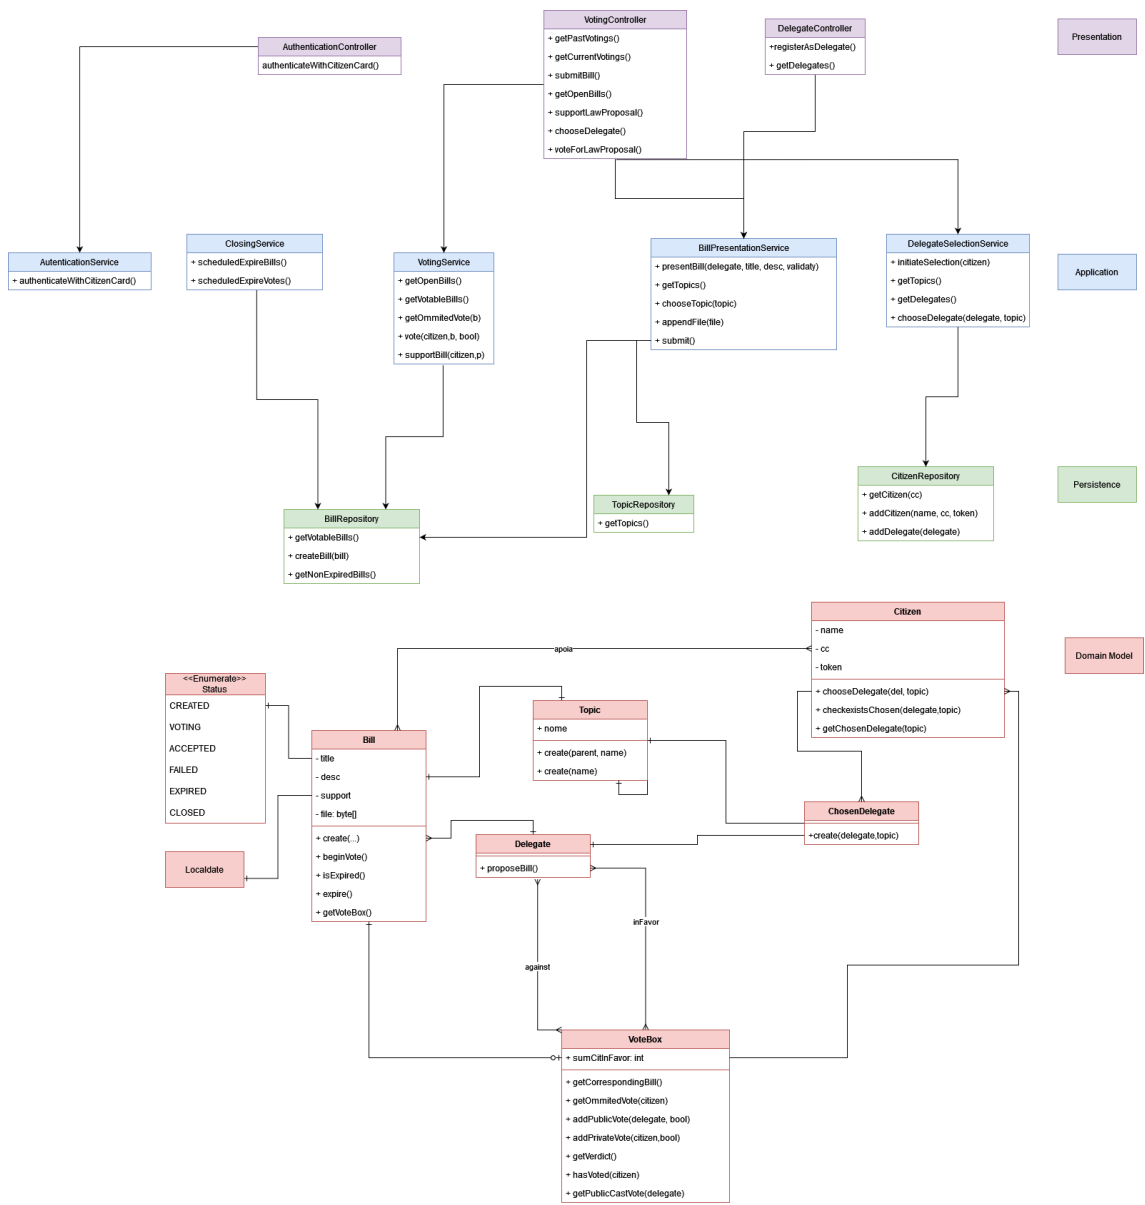 VotingController
+ getPastVotings()
+ getCurrentVotings()
+ submitBill()
+ getOpenBills()
+ supportLawProposal()
+ chooseDelegate()
+ voteForLawProposal()
DelegateController
+registerAsDelegate()
+ getDelegates()
Presentation
AuthenticationController
authenticateWithCitizenCard()
AutenticationService
+ authenticateWithCitizenCard()
ClosingService
+ scheduledExpireBills()
+ scheduledExpireVotes()
VotingService
+ getOpenBills()
+ getVotableBills()
+ getOmmitedVote(b)
+ vote(citizen,b, bool)
+ supportBill(citizen,p)
BillPresentationService
+ presentBill(delegate, title, desc, validaty)
+ getTopics()
+ chooseTopic(topic)
+ appendFile(file)
+ submit()
DelegateSelectionService
+ initiateSelection(citizen)
+ getTopics()
+ getDelegates()
+ chooseDelegate(delegate, topic)
Application
BillRepository
+ getVotableBills()
+ createBill(bill)
+ getNonExpiredBills()
TopicRepository
+ getTopics()
CitizenRepository
+ getCitizen(cc)
+ addCitizen(name, cc, token)
+ addDelegate(delegate)
Persistence
Citizen
- name
- cc
- token
+ chooseDelegate(del, topic)
+ checkexistsChosen(delegate,topic)
+ getChosenDelegate(topic)
Domain Model
apoia
<<Enumerate>>
Status
CREATED
VOTING
ACCEPTED
FAILED
EXPIRED
CLOSED
Bill
- title
- desc
- support
- file: byte[]
+ create(...)
+ beginVote()
+ isExpired()
+ expire()
+ getVoteBox()
Topic
+ nome
+ create(parent, name)
+ create(name)
ChosenDelegate
+create(delegate,topic)
Delegate
+ proposeBill()
Localdate
inFavor
against
VoteBox
+ sumCitInFavor: int
+ getCorrespondingBill()
+ getOmmitedVote(citizen)
+ addPublicVote(delegate, bool)
+ addPrivateVote(citizen,bool)
+ getVerdict()
+ hasVoted(citizen)
+ getPublicCastVote(delegate)